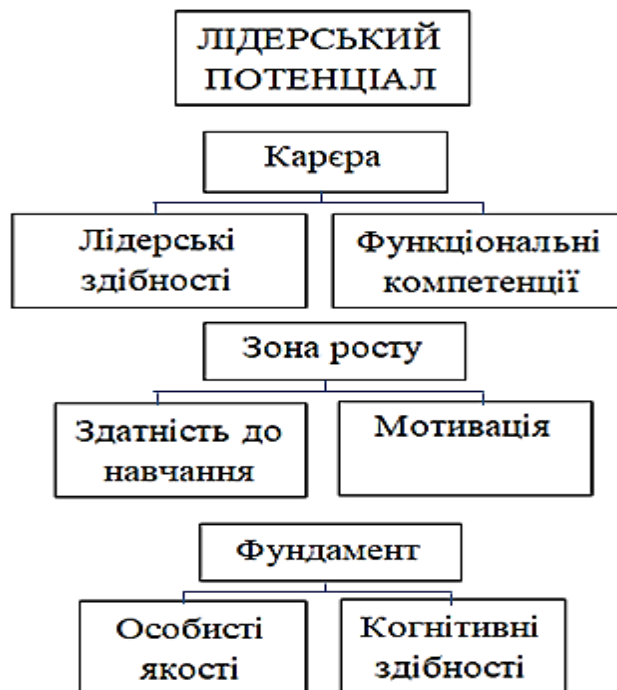 ЛІДЕРСЬКИЙ
ПОТЕНЦІАЛ
Карєра
Лідерські
здібності
Функціональні
компетенції
Зона росту
Здатність до
навчання
Мотивація
Фундамент
Особисті
якості
Когнітивні
здібності